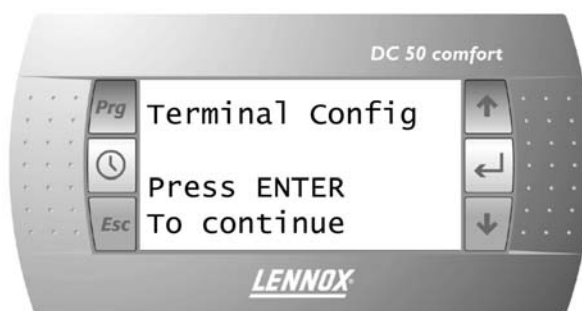 DC 50 comfort
Prg
Terminal Config
Press ENTER
Esc
To continue
LENNOX